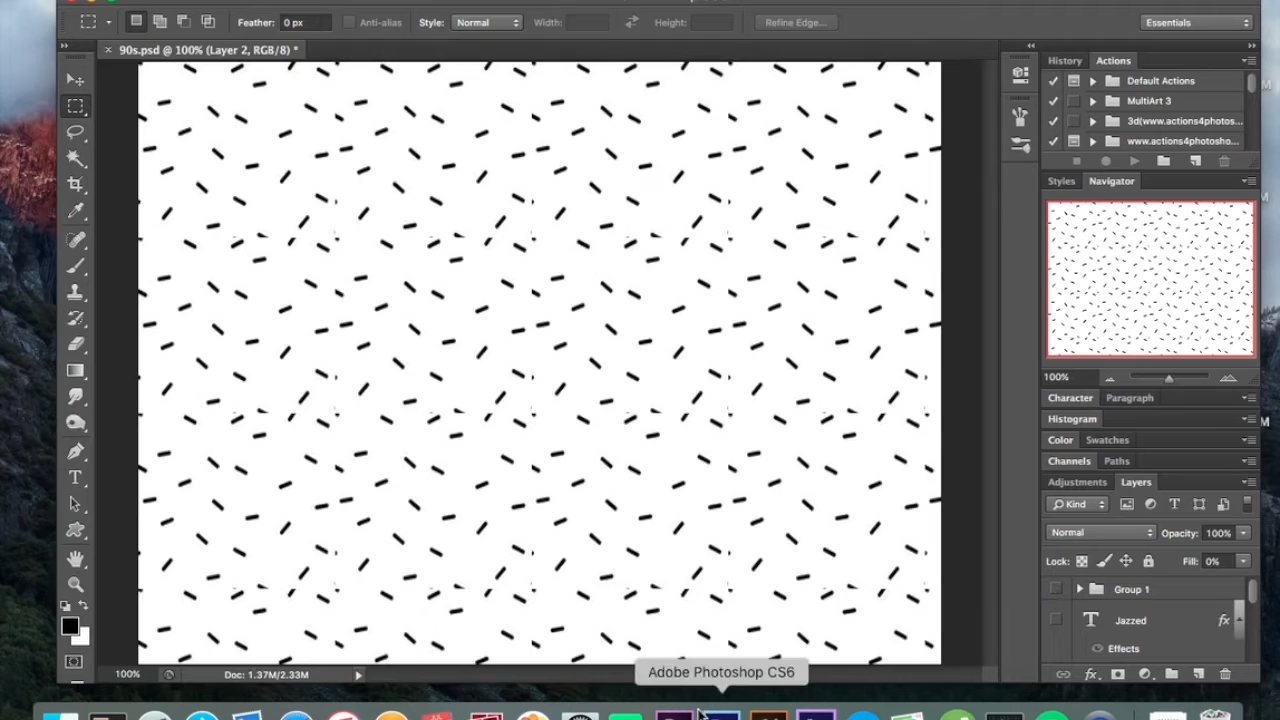 Feather: 0 px Anti-alias Style: Normal Width: Height: Refine Edge... Essentials
90s.psd @ 100% (Layer 2, RGB/8) *
History Actions
Default Actions
MultiArt 3
3d(www.actions4photos...
www.actions4photosho...
Styles Navigator
100%
Character Paragraph
Histogram
Color Swatches
Channels Paths
Adjustments Layers
Kind
Normal Opacity: 100%
Lock: Fill: 0%
Group 1
T Jazzed fx
Effects
100% Doc: 1.37M/2.33M
Adobe Photoshop CS6